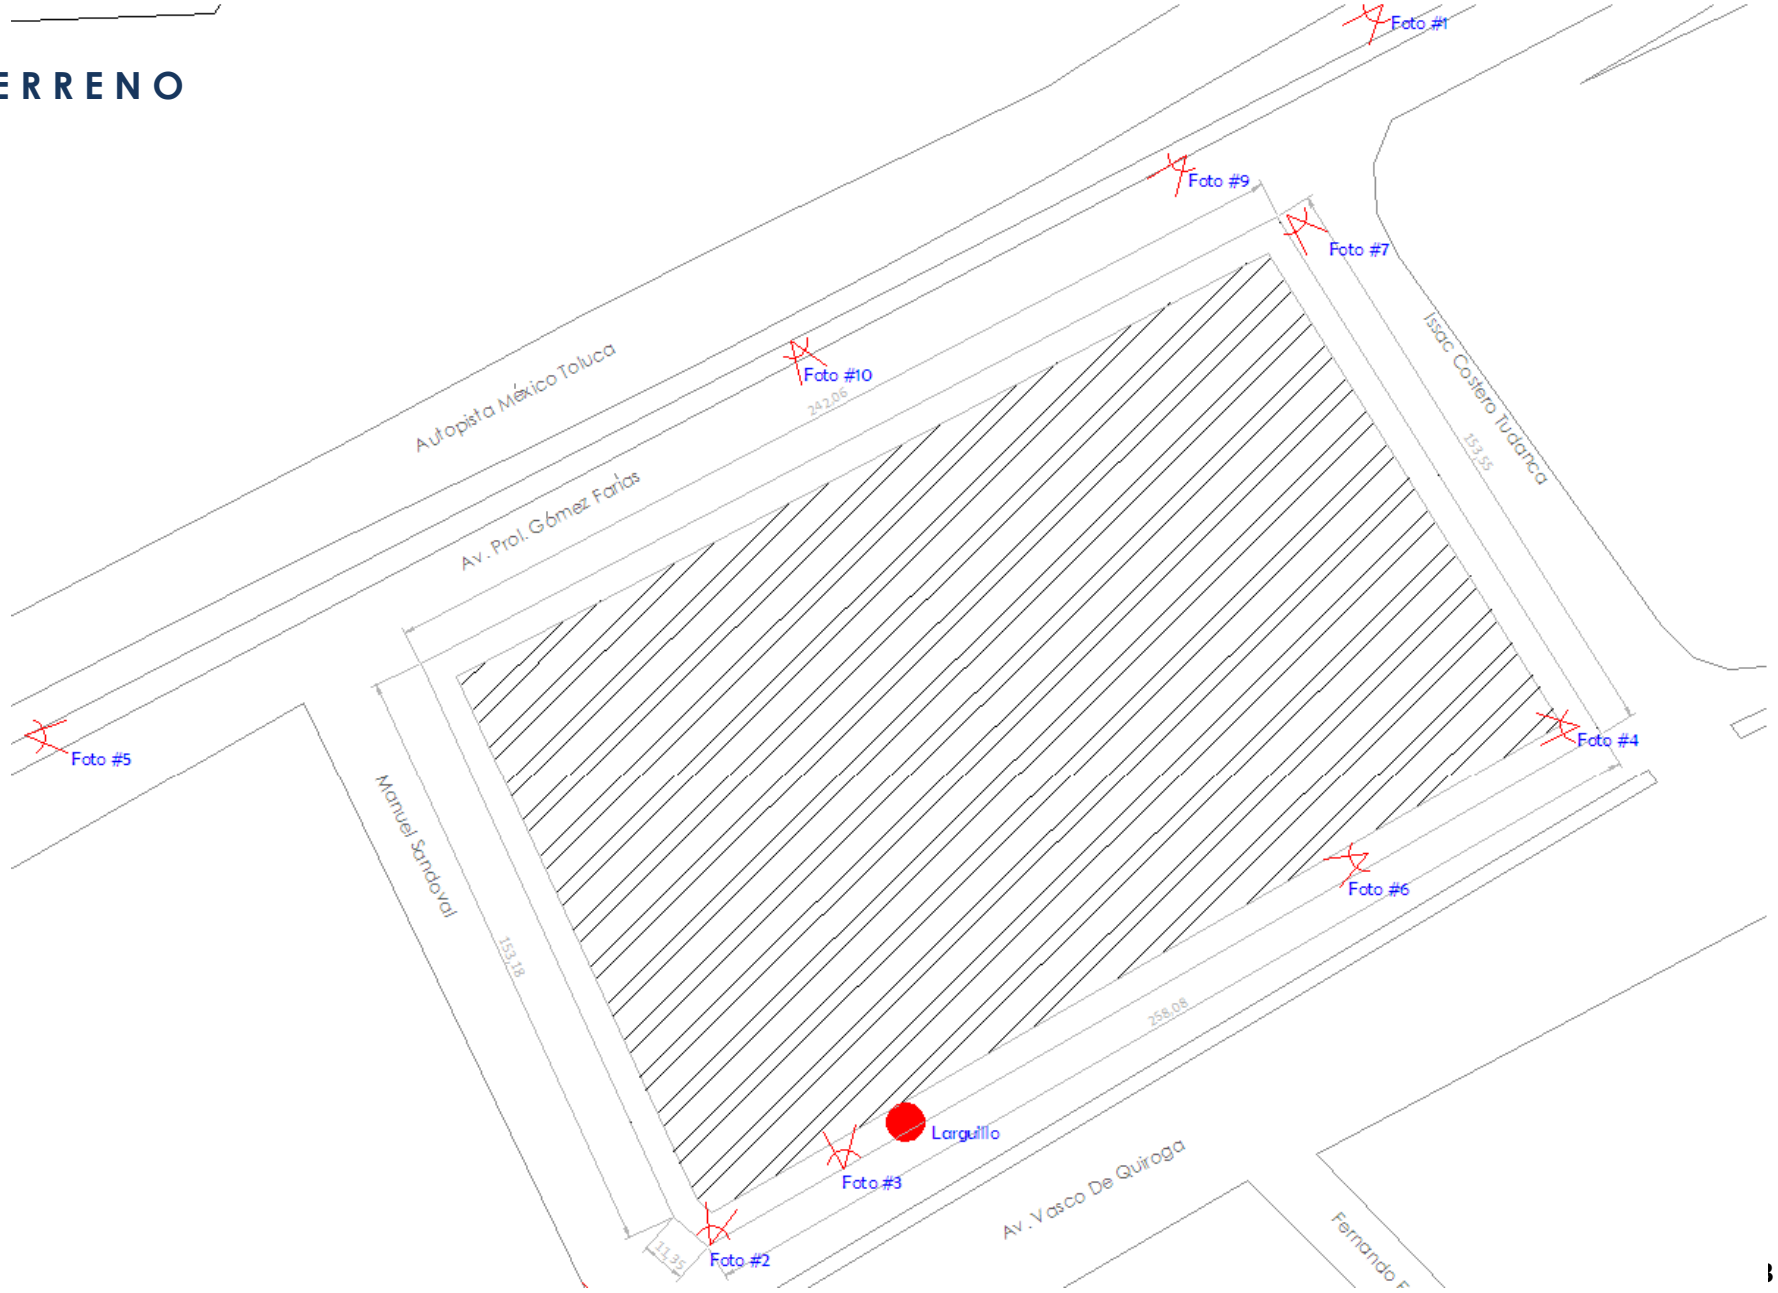 ERRENO
Foto #1
Foto #9
Foto #7
Issac Costero Tudanca
153,55
Autopista México Toluca
Foto #10
242,06
Av. Prol. Gómez Farías
Foto #5
Manuel Sandoval
153,18
Foto #4
Foto #6
258,08
Larguillo
Foto #3
Av. Vasco De Quiroga
Foto #2
11,35
Fernando